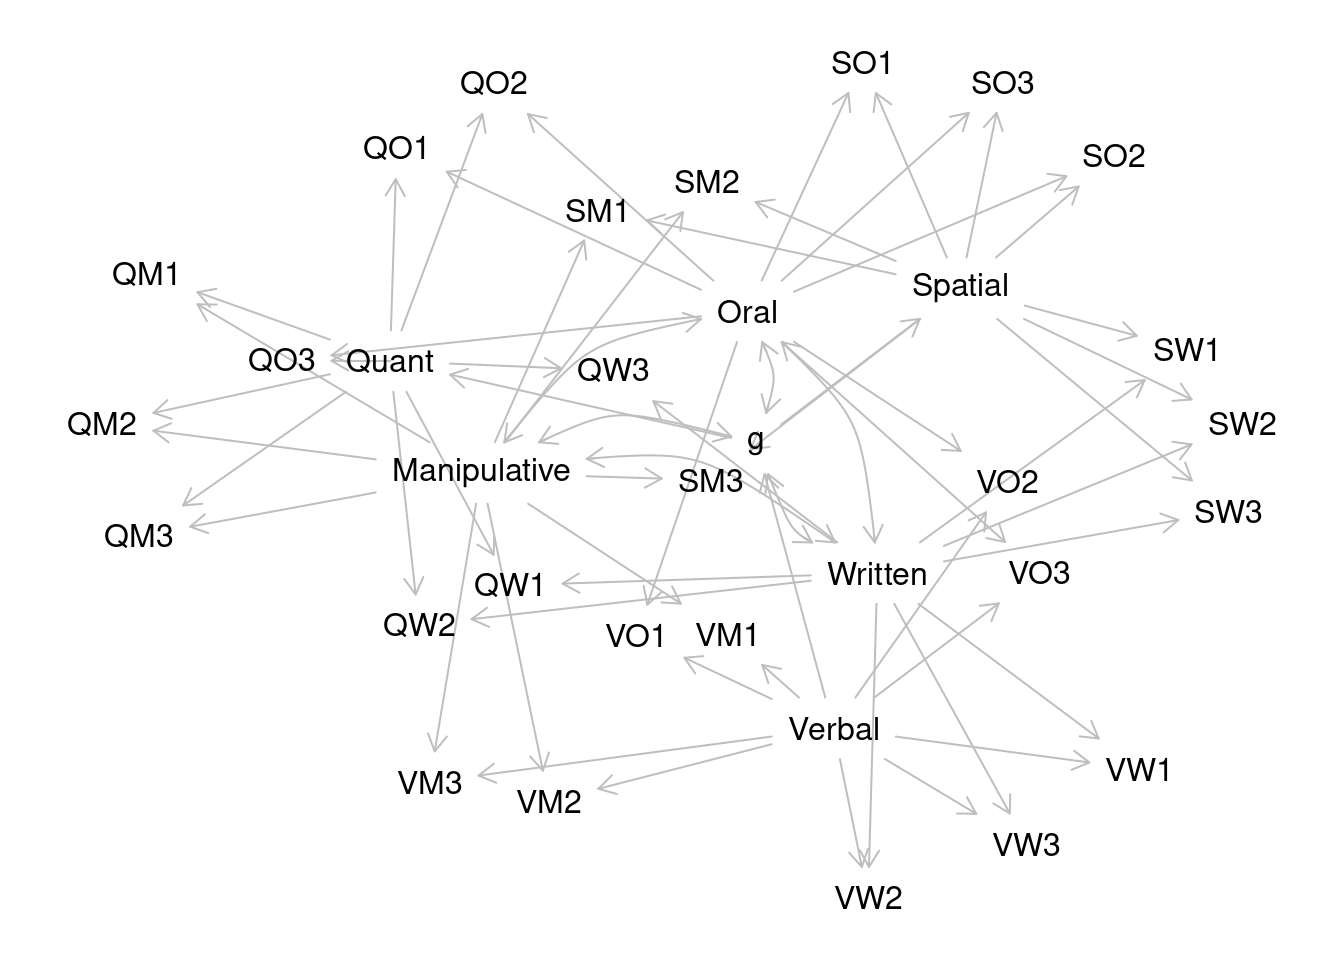 SO1
QO2
SO3
QO1
SO2
SM2
SM1
QM1
Spatial
Oral
SW1
QO3
Quant
QW3
QM2
SW2
g
Manipulative
SM3
VO2
SW3
QM3
Written
VO3
QW1
QW2
VO1
VM1
Verbal
VW1
VM3
VM2
VW3
VW2